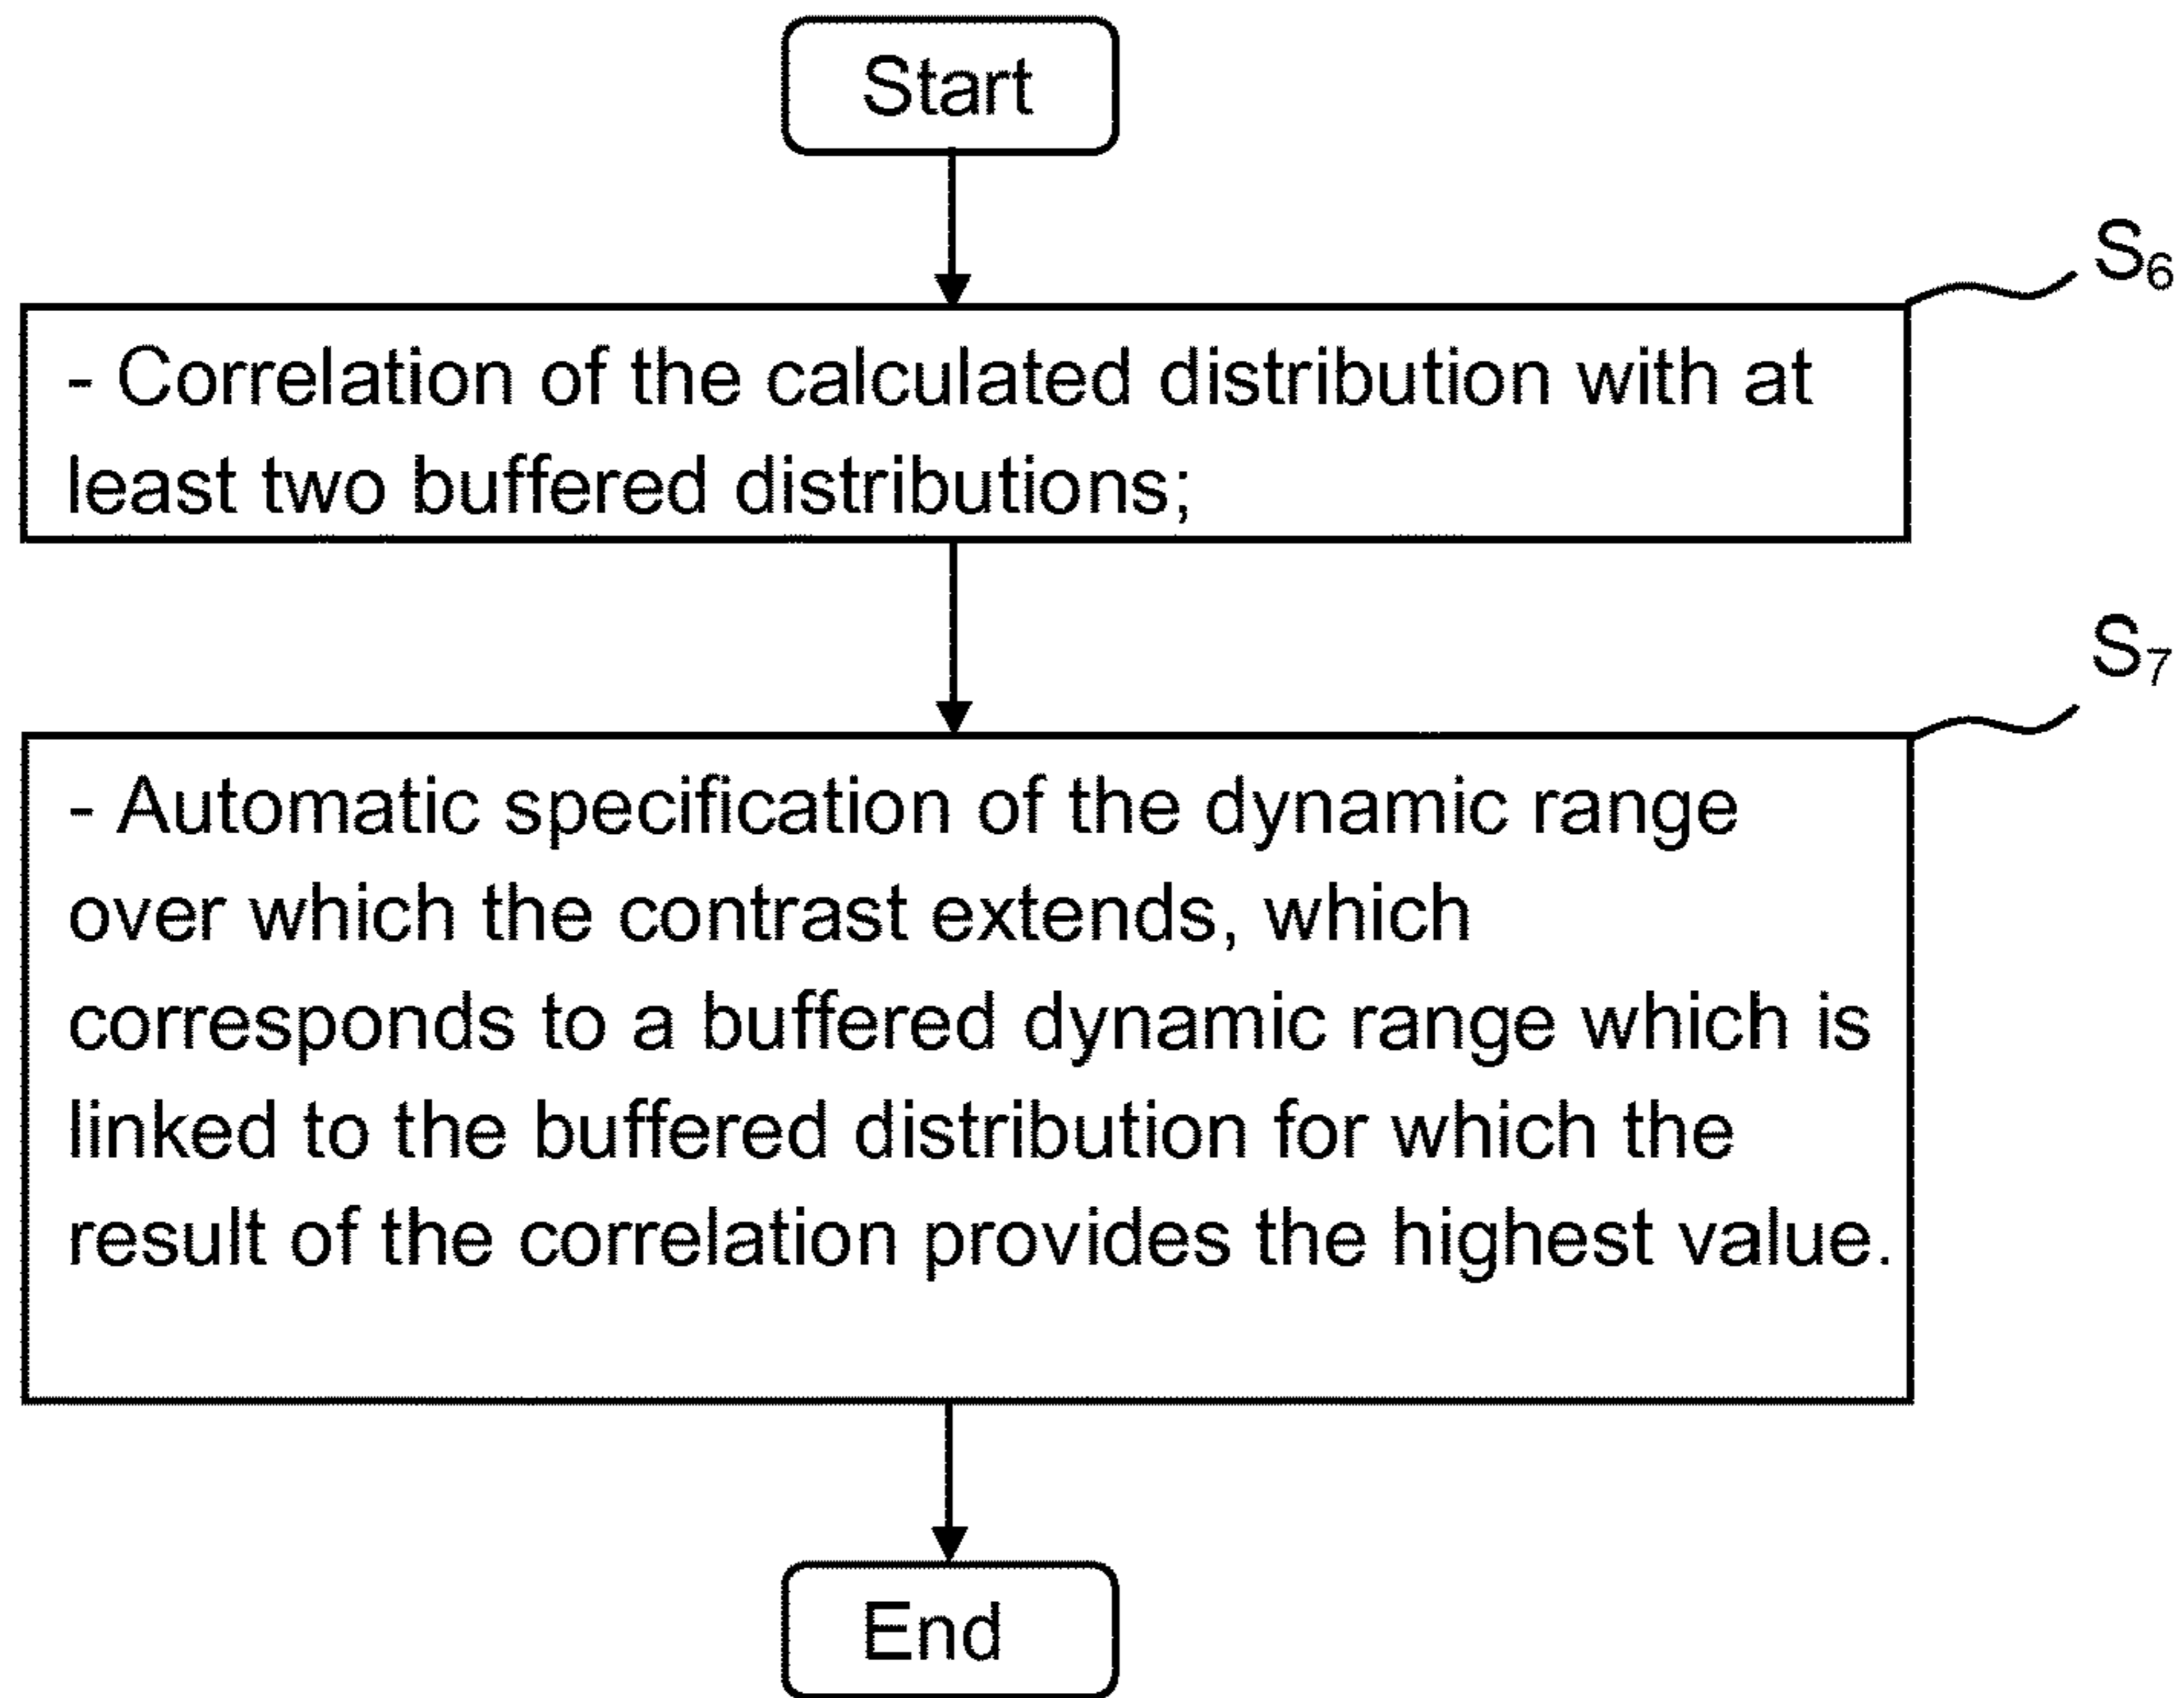 Start
S6
- Correlation of the calculated distribution with at
least two buffered distributions;
S7
- Automatic specification of the dynamic range
over which the contrast extends, which
corresponds to a buffered dynamic range which is
linked to the buffered distribution for which the
result of the correlation provides the highest value.
End